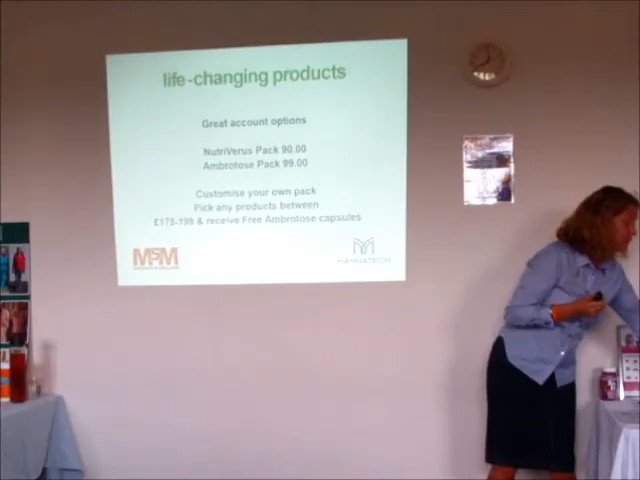 life-changing products
Great account options
NutriVerus Pack 90.00
Ambrotose Pack 99.00
Customise your own pack
Pick any products between
£175-199 & receive Free Ambrotose capsules
M5M
MANNATECH